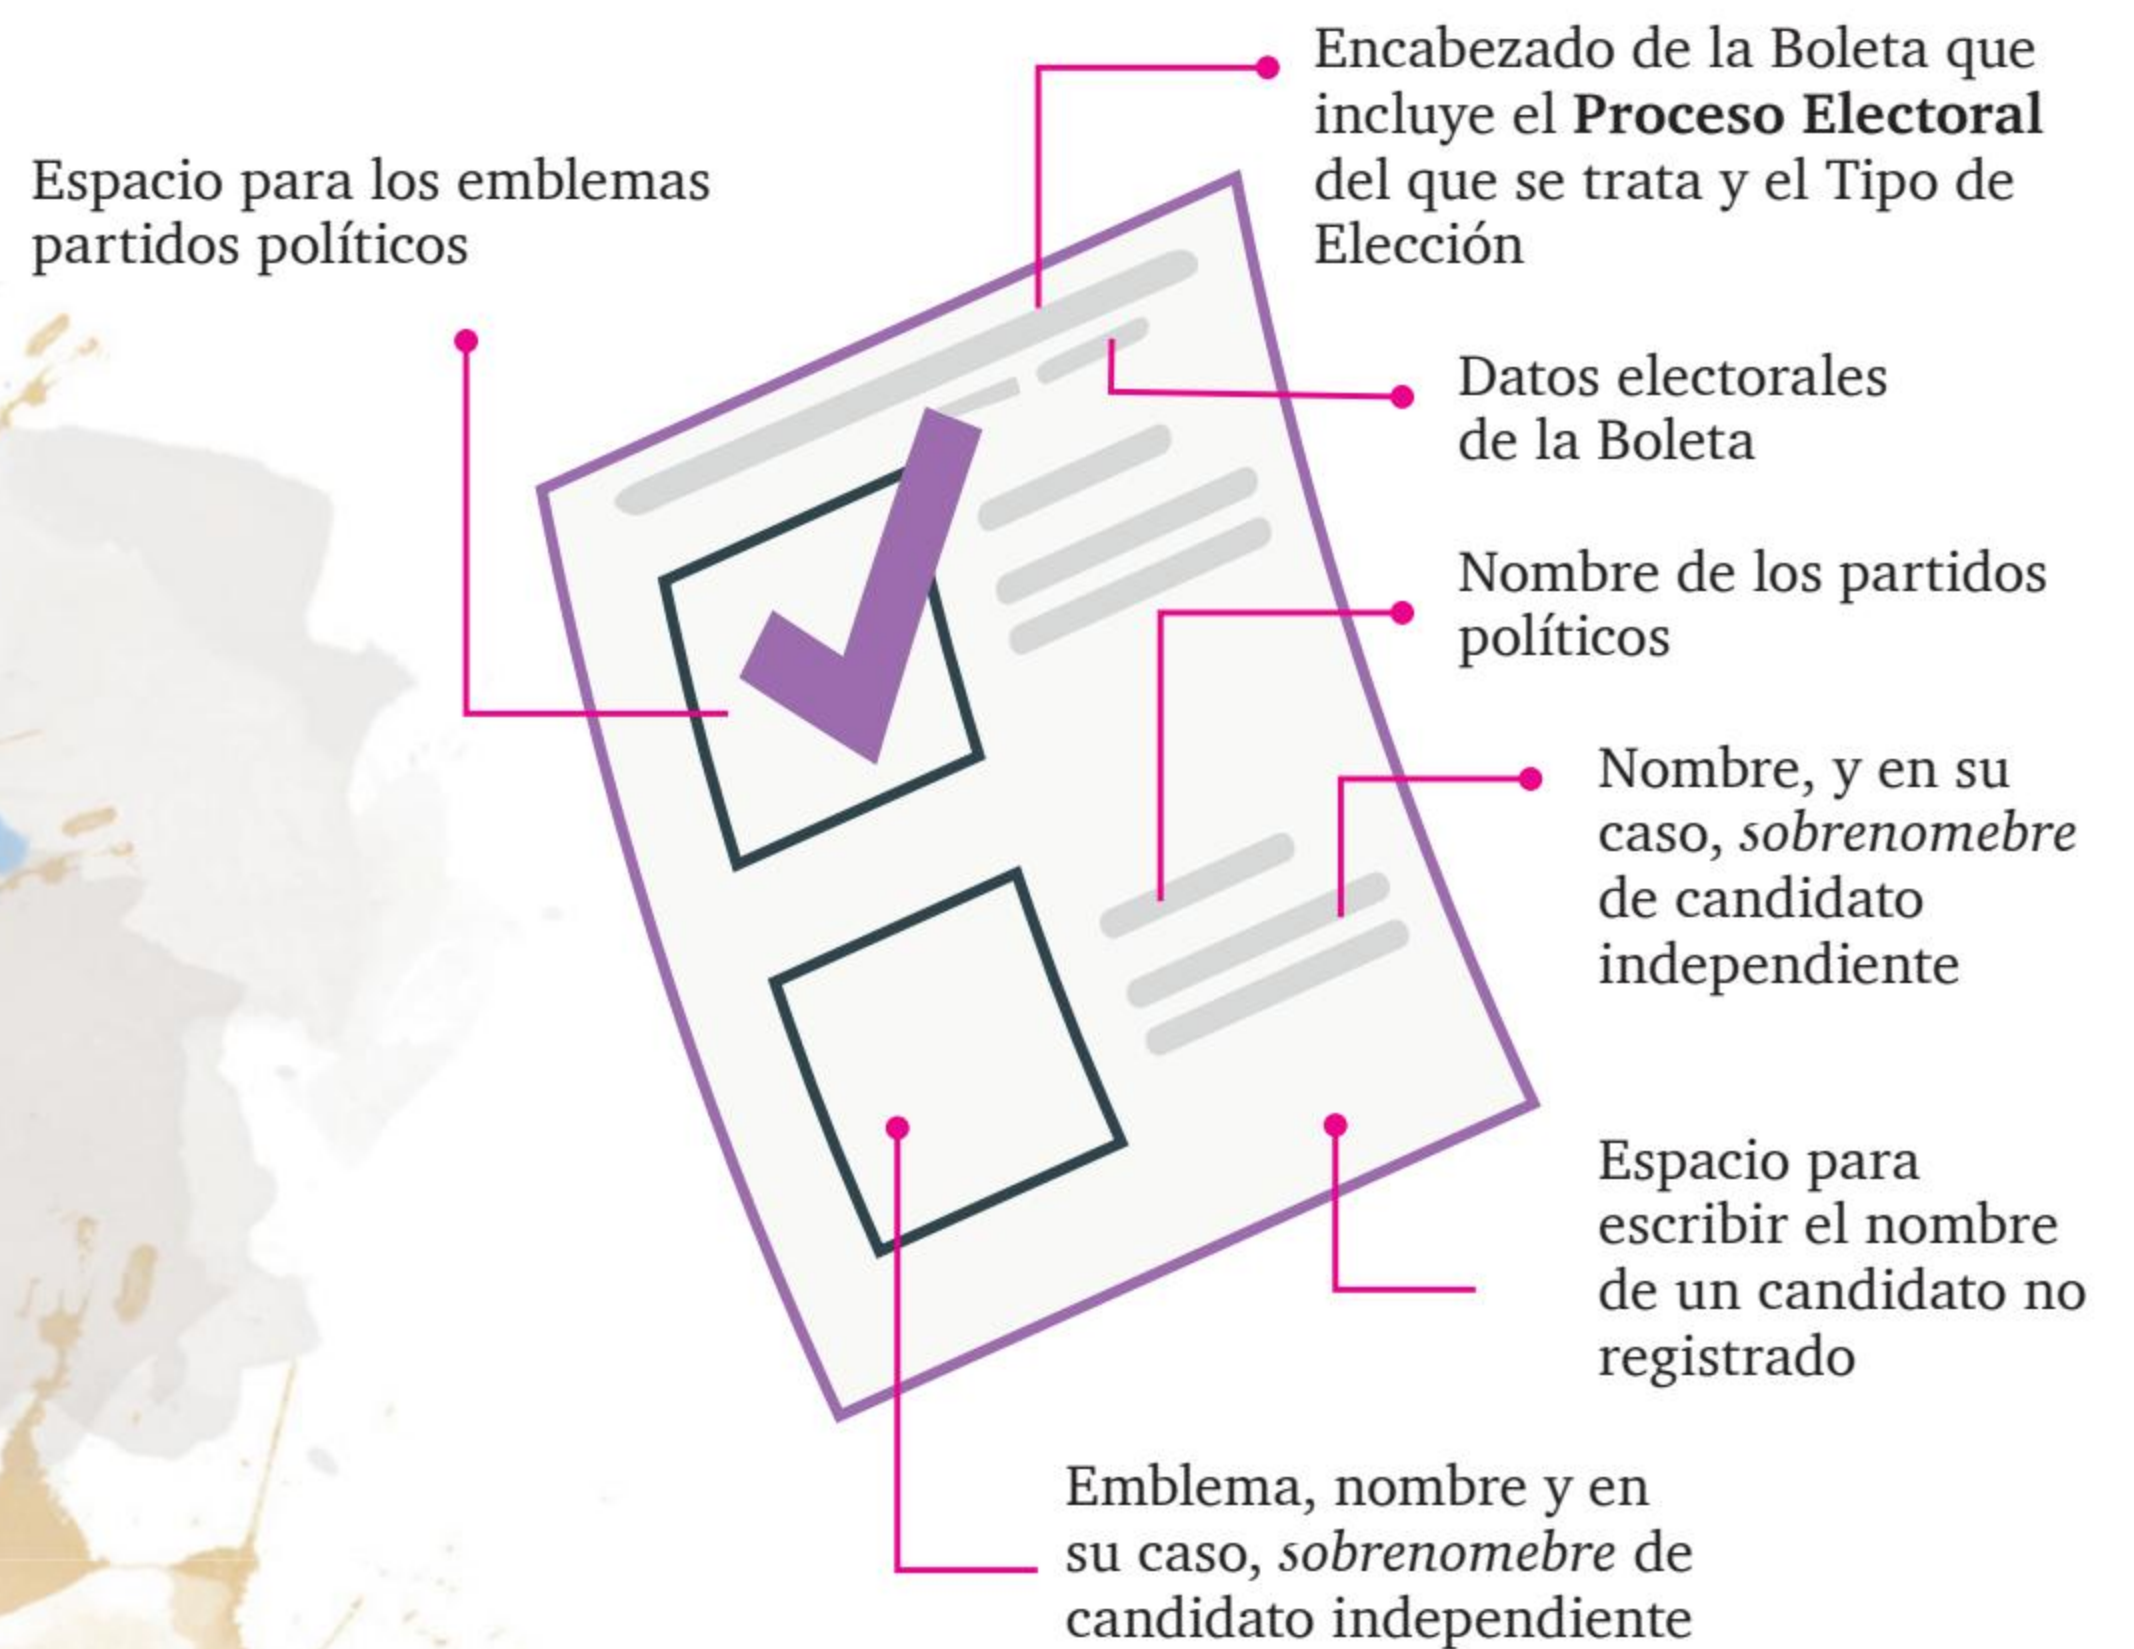 Espacio para los emblemas
partidos políticos
Encabezado de la Boleta que
incluye el Proceso Electoral
del que se trata y el Tipo de
Elección
Datos electorales
de la Boleta
Nombre de los partidos
políticos
Nombre, y en su
caso, sobrenomebre
de candidato
independiente
Espacio para
escribir el nombre
de un candidato no
registrado
Emblema, nombre y en
su caso, sobrenomebre de
candidato independiente